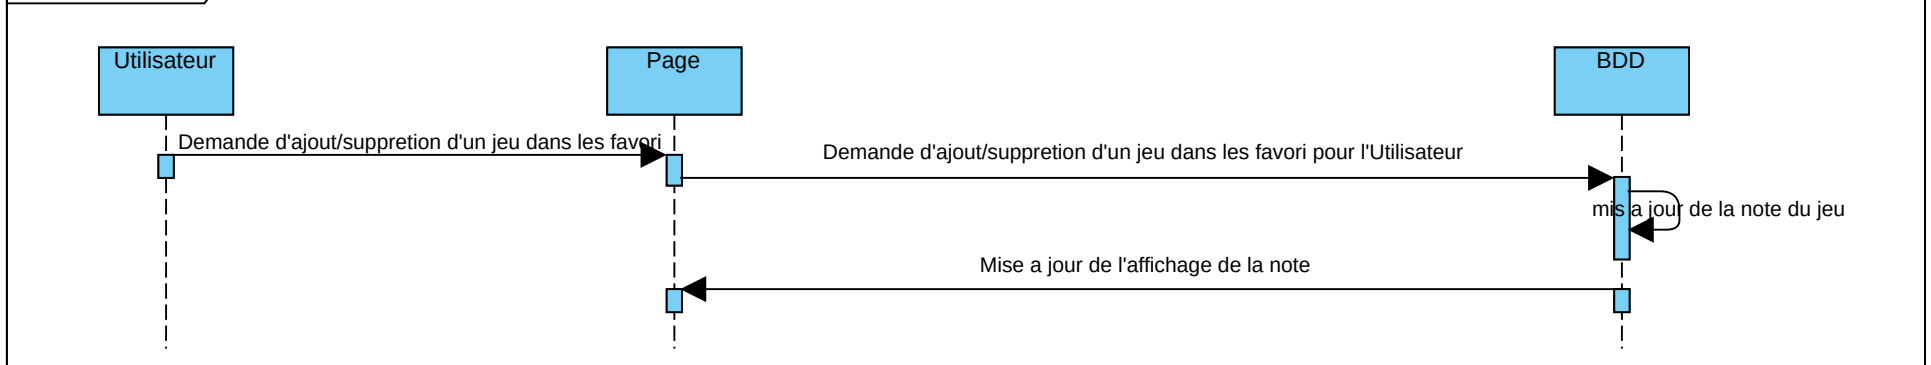 Utilisateur
Page
BDD
Demande d'ajout/suppretion d'un jeu dans les favori
Demande d'ajout/suppretion d'un jeu dans les favori pour l'Utilisateur
mis a jour de la note du jeu
Mise a jour de l'affichage de la note